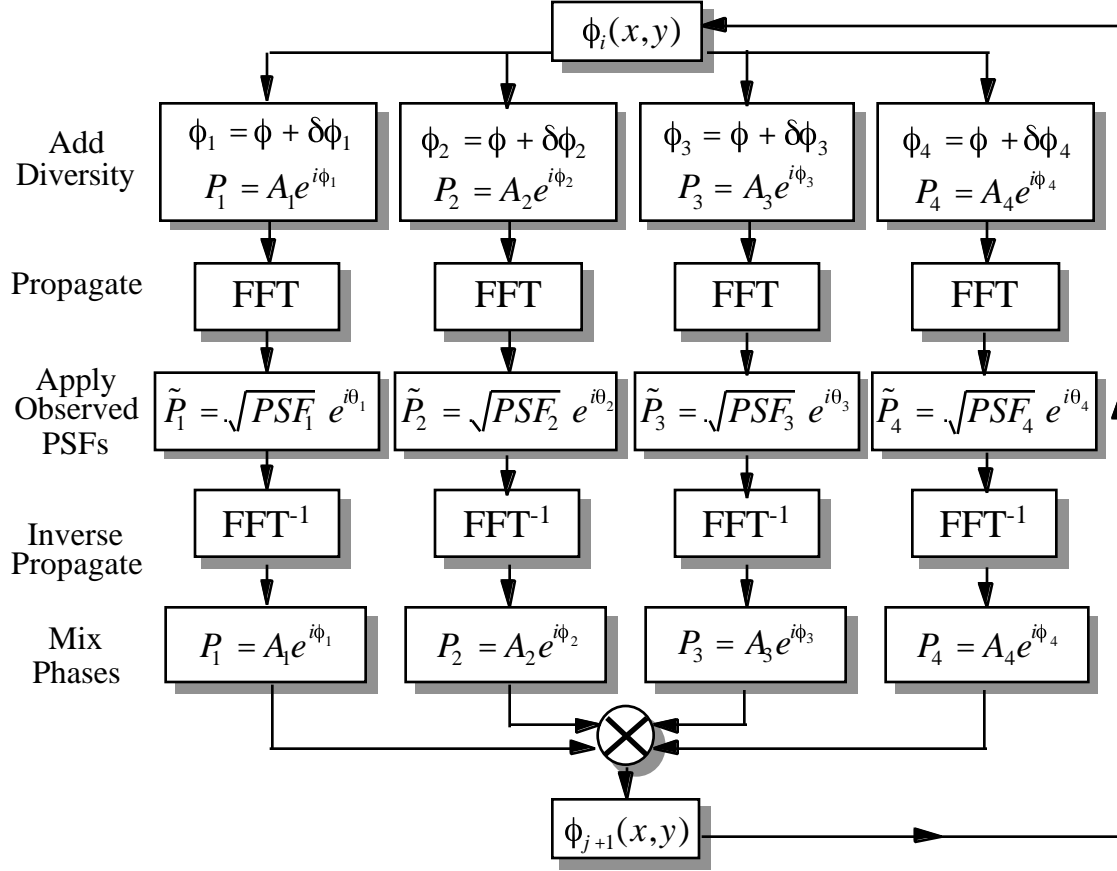 ϕᵢ(x,y)
Add
Diversity
ϕ₁ = ϕ + δϕ₁
P₁ = A₁e^{iϕ₁}
ϕ₂ = ϕ + δϕ₂
P₂ = A₂e^{iϕ₂}
ϕ₃ = ϕ + δϕ₃
P₃ = A₃e^{iϕ₃}
ϕ₄ = ϕ + δϕ₄
P₄ = A₄e^{iϕ₄}
Propagate
FFT
FFT
FFT
FFT
Apply
Observed
PSFs
P̃₁ = √PSF₁ e^{iθ₁}
P̃₂ = √PSF₂ e^{iθ₂}
P̃₃ = √PSF₃ e^{iθ₃}
P̃₄ = √PSF₄ e^{iθ₄}
Inverse
Propagate
FFT⁻¹
FFT⁻¹
FFT⁻¹
FFT⁻¹
Mix
Phases
P₁ = A₁e^{iϕ₁}
P₂ = A₂e^{iϕ₂}
P₃ = A₃e^{iϕ₃}
P₄ = A₄e^{iϕ₄}
ϕⱼ₊₁(x,y)